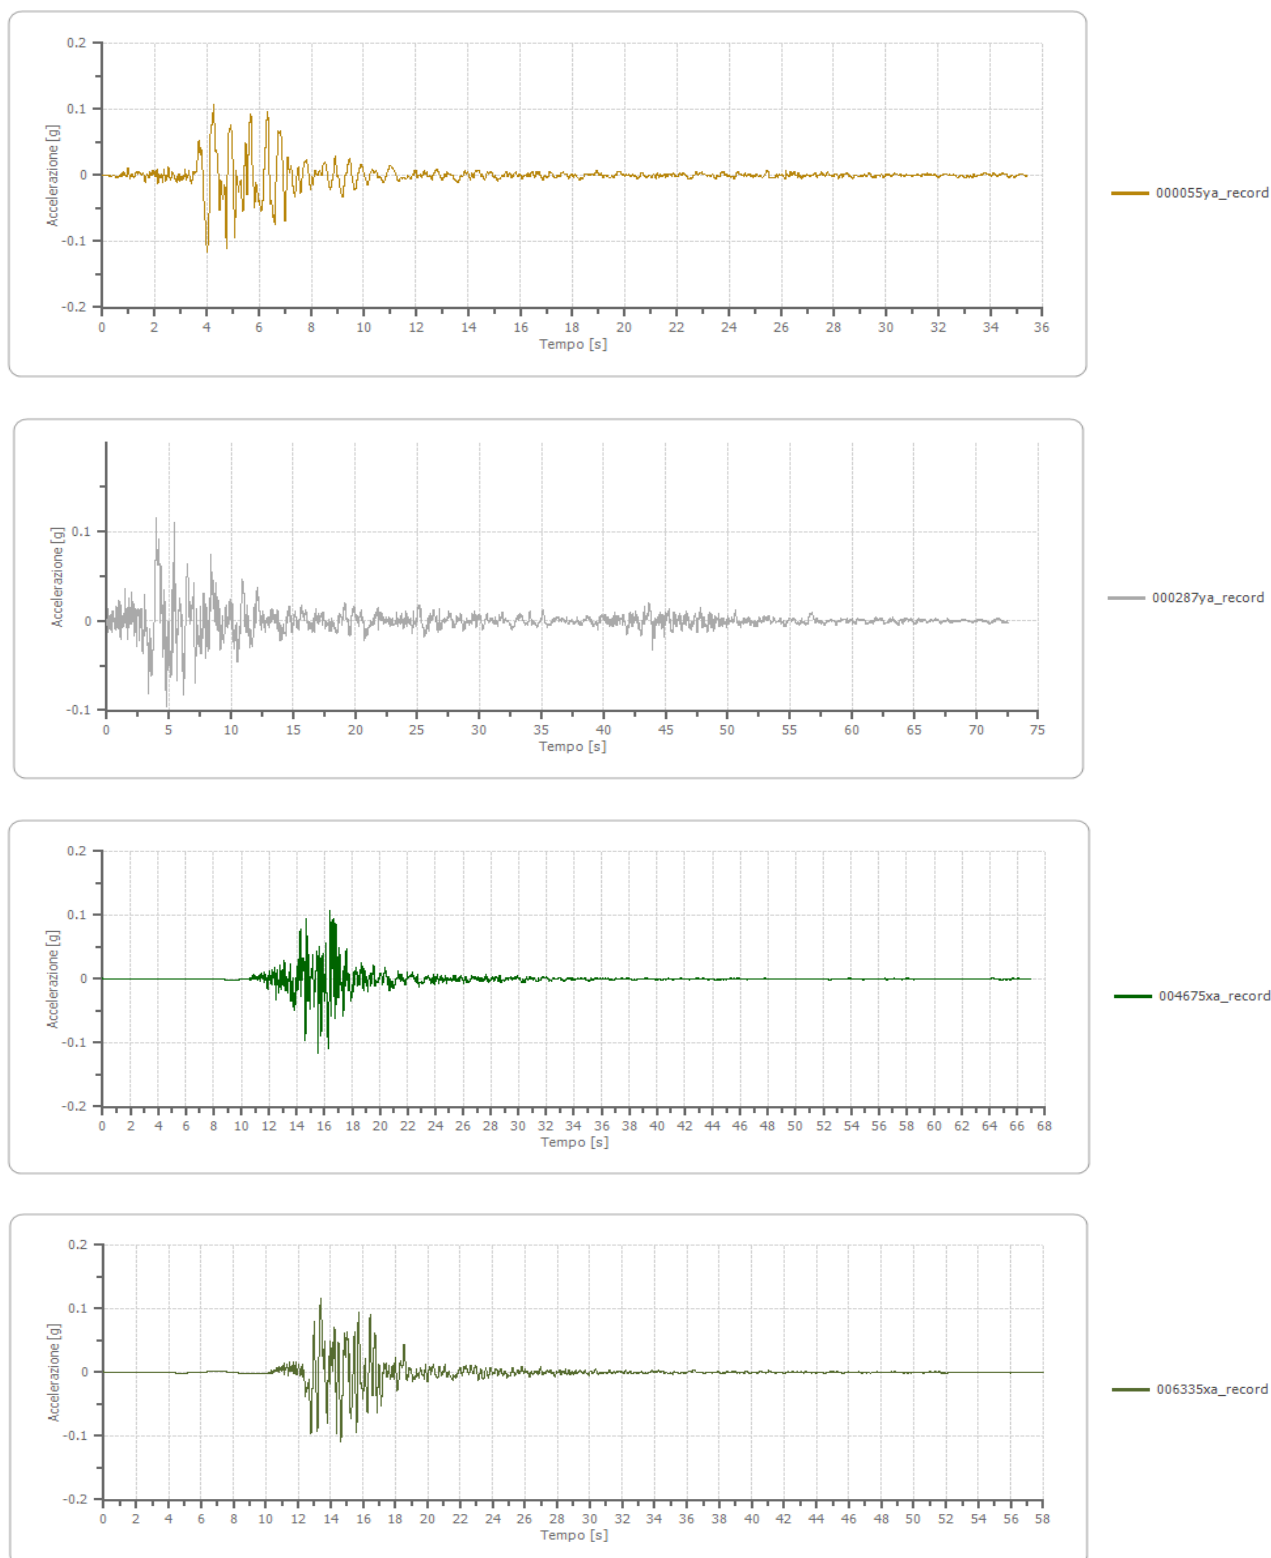 0.2
0.1
0
-0.1
-0.2
Accelerazione [g]
0 2 4 6 8 10 12 14 16 18 20 22 24 26 28 30 32 34 36
Tempo [s]
000055ya_record
0.1
0
-0.1
Accelerazione [g]
0 5 10 15 20 25 30 35 40 45 50 55 60 65 70 75
Tempo [s]
000287ya_record
0.2
0.1
0
-0.1
-0.2
Accelerazione [g]
0 2 4 6 8 10 12 14 16 18 20 22 24 26 28 30 32 34 36 38 40 42 44 46 48 50 52 54 56 58 60 62 64 66 68
Tempo [s]
004675xa_record
0.2
0.1
0
-0.1
-0.2
Accelerazione [g]
0 2 4 6 8 10 12 14 16 18 20 22 24 26 28 30 32 34 36 38 40 42 44 46 48 50 52 54 56 58
Tempo [s]
006335xa_record